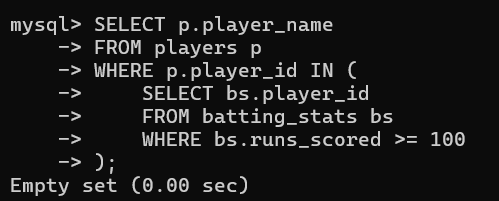 mysql> SELECT p.player_name
    -> FROM players p
    -> WHERE p.player_id IN (
    ->     SELECT bs.player_id
    ->     FROM batting_stats bs
    ->     WHERE bs.runs_scored >= 100
    -> );
Empty set (0.00 sec)